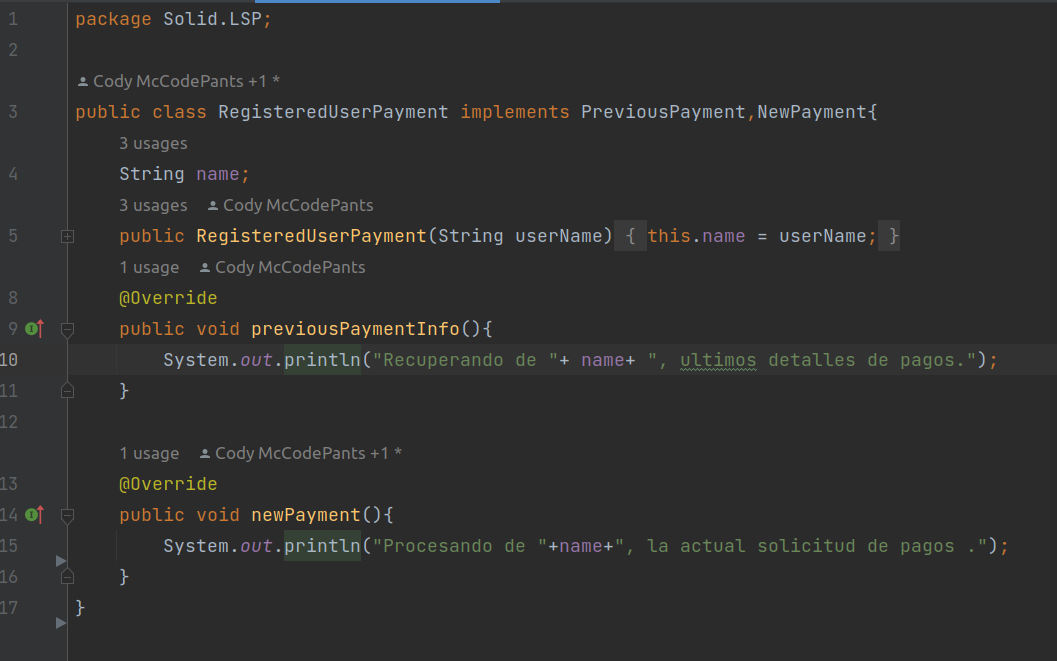 1 package Solid.LSP;
2
Cody McCodePants +1 *
3 public class RegisteredUserPayment implements PreviousPayment,NewPayment{
3 usages
4 String name;
3 usages Cody McCodePants
5 public RegisteredUserPayment(String userName) { this.name = userName; }
1 usage Cody McCodePants
8 @Override
9 public void previousPaymentInfo(){
10 System.out.println("Recuperando de "+ name+ ", ultimos detalles de pagos.");
11 }
12
1 usage Cody McCodePants +1 *
13 @Override
14 public void newPayment(){
15 System.out.println("Procesando de "+name+", la actual solicitud de pagos .");
16 }
17 }